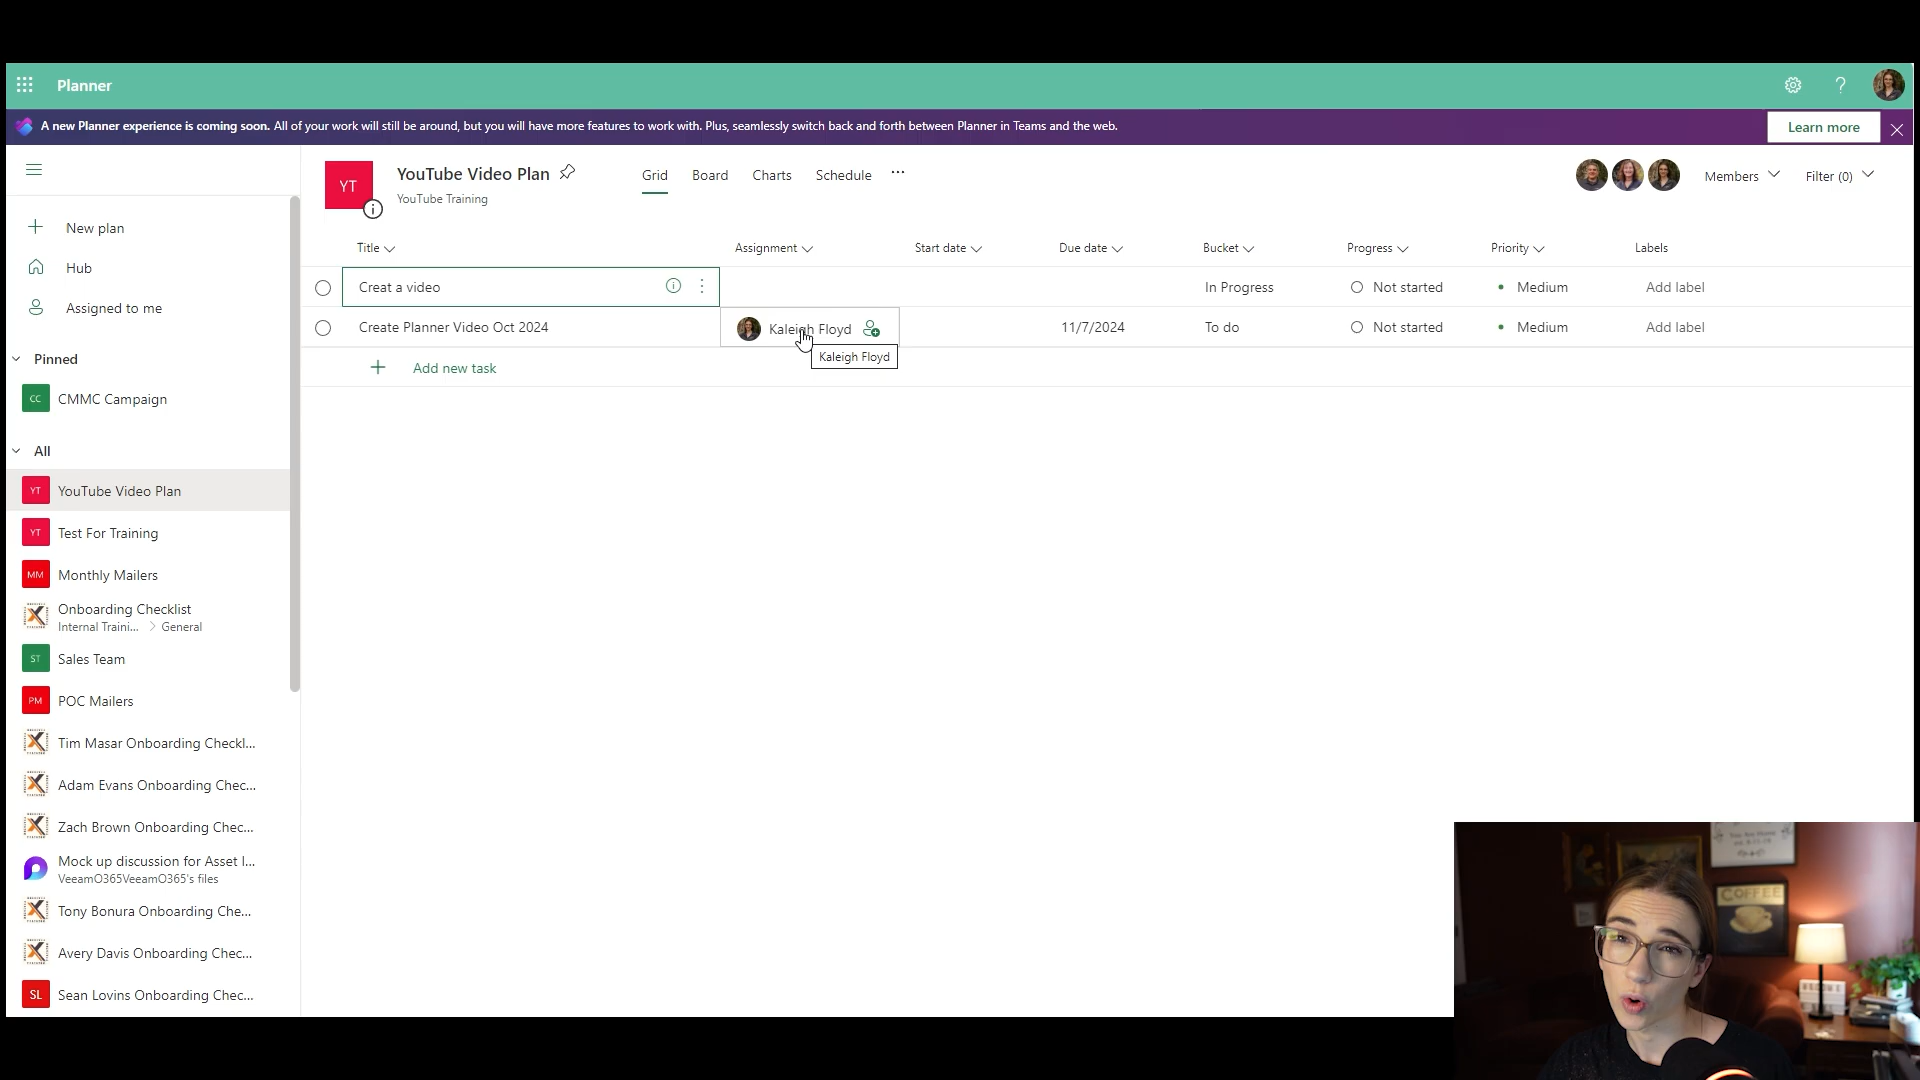 Planner
A new Planner experience is coming soon. All of your work will still be around, but you will have more features to work with. Plus, seamlessly switch back and forth between Planner in Teams and the web.
Learn more
YT
YouTube Video Plan
YouTube Training
Grid
Board
Charts
Schedule
Members
Filter (0)
New plan
Hub
Assigned to me
Pinned
CC
CMMC Campaign
All
YT
YouTube Video Plan
YT
Test For Training
MM
Monthly Mailers
Onboarding Checklist
Internal Traini... > General
ST
Sales Team
PM
POC Mailers
Tim Masar Onboarding Checkl...
Adam Evans Onboarding Chec...
Zach Brown Onboarding Chec...
Mock up discussion for Asset I...
VeeamO365VeeamO365's files
Tony Bonura Onboarding Che...
Avery Davis Onboarding Chec...
SL
Sean Lovins Onboarding Chec...
Title
Assignment
Start date
Due date
Bucket
Progress
Priority
Labels
Creat a video
In Progress
Not started
Medium
Add label
Create Planner Video Oct 2024
Kaleigh Floyd
11/7/2024
To do
Not started
Medium
Add label
Kaleigh Floyd
Add new task
COFFEE